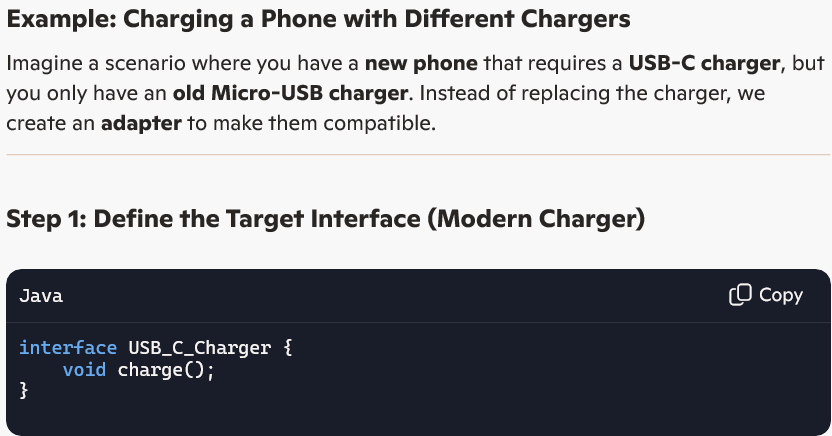 Example: Charging a Phone with Different Chargers
Imagine a scenario where you have a new phone that requires a USB-C charger, but
you only have an old Micro-USB charger. Instead of replacing the charger, we
create an adapter to make them compatible.
Step 1: Define the Target Interface (Modern Charger)
Java
Copy
interface USB_C_Charger {
    void charge();
}